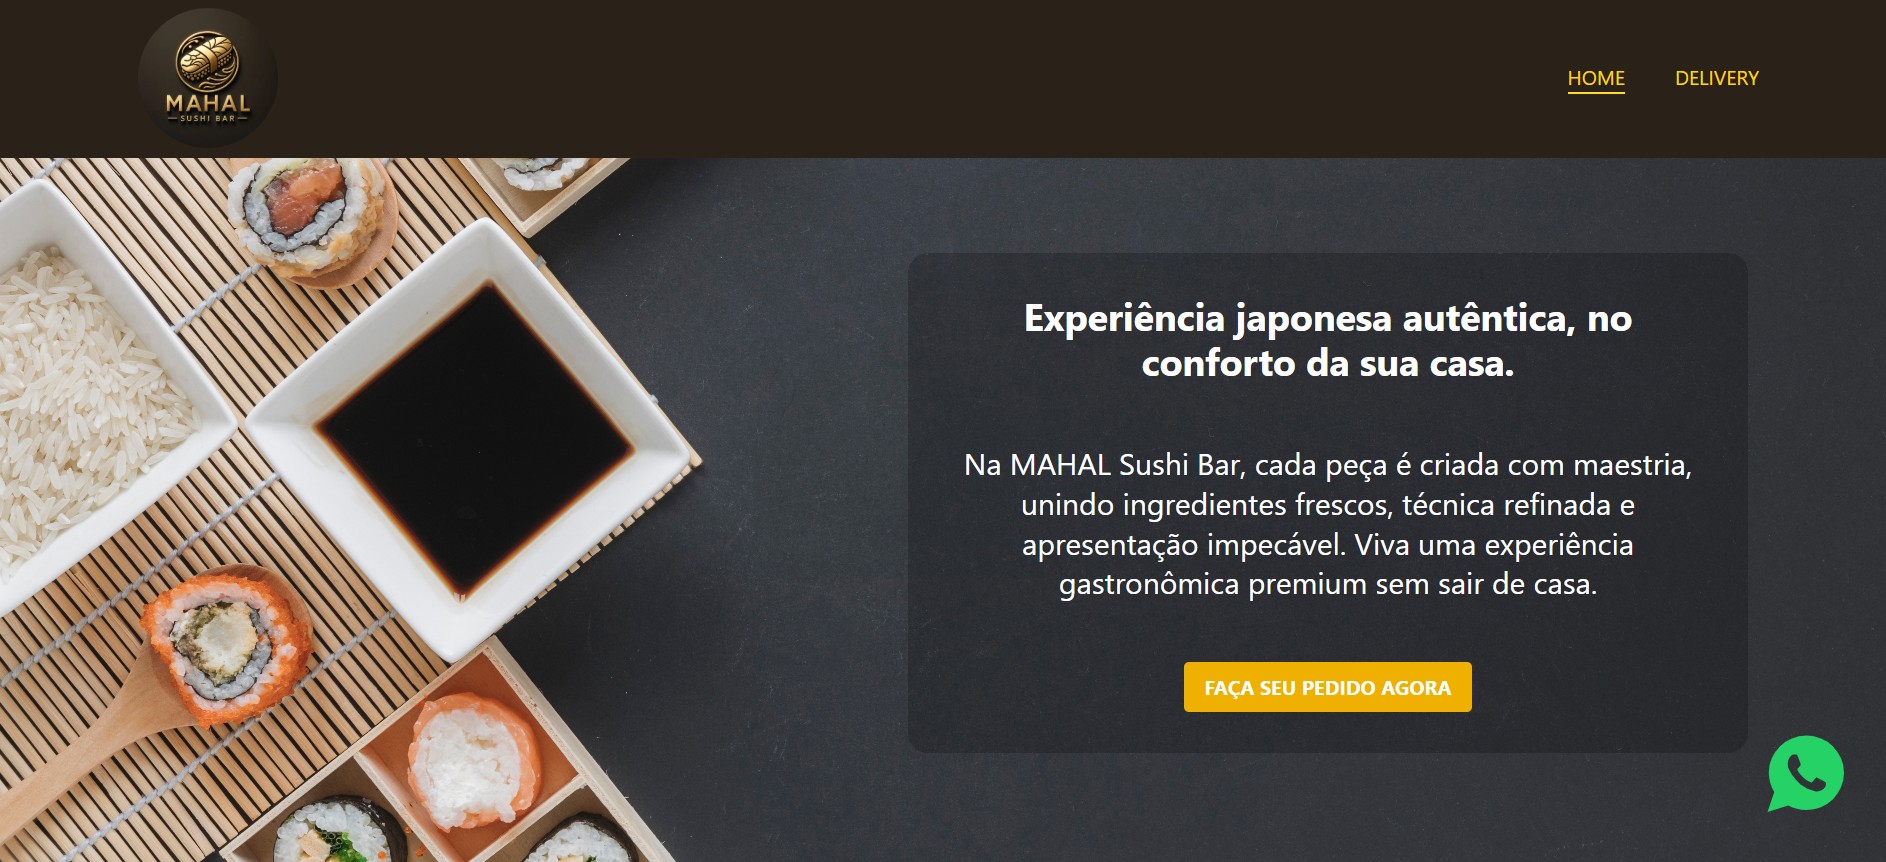 MAHAL
SUSHI BAR
HOME
DELIVERY
Experiência japonesa autêntica, no
conforto da sua casa.
Na MAHAL Sushi Bar, cada peça é criada com maestria,
unindo ingredientes frescos, técnica refinada e
apresentação impecável. Viva uma experiência
gastronômica premium sem sair de casa.
FAÇA SEU PEDIDO AGORA